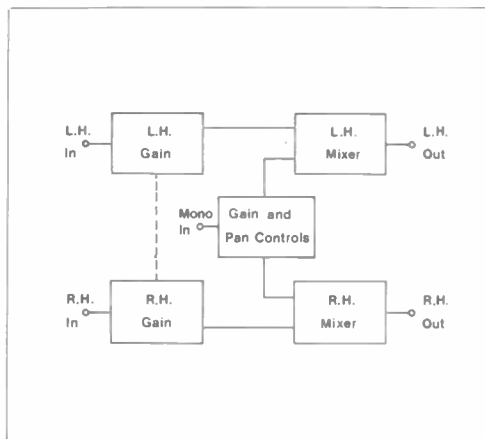 L.H.
In
L.H.
Gain
L.H.
Mixer
L.H.
Out
Mono
In
Gain and
Pan Controls
R.H.
In
R.H.
Gain
R.H.
Mixer
R.H.
Out